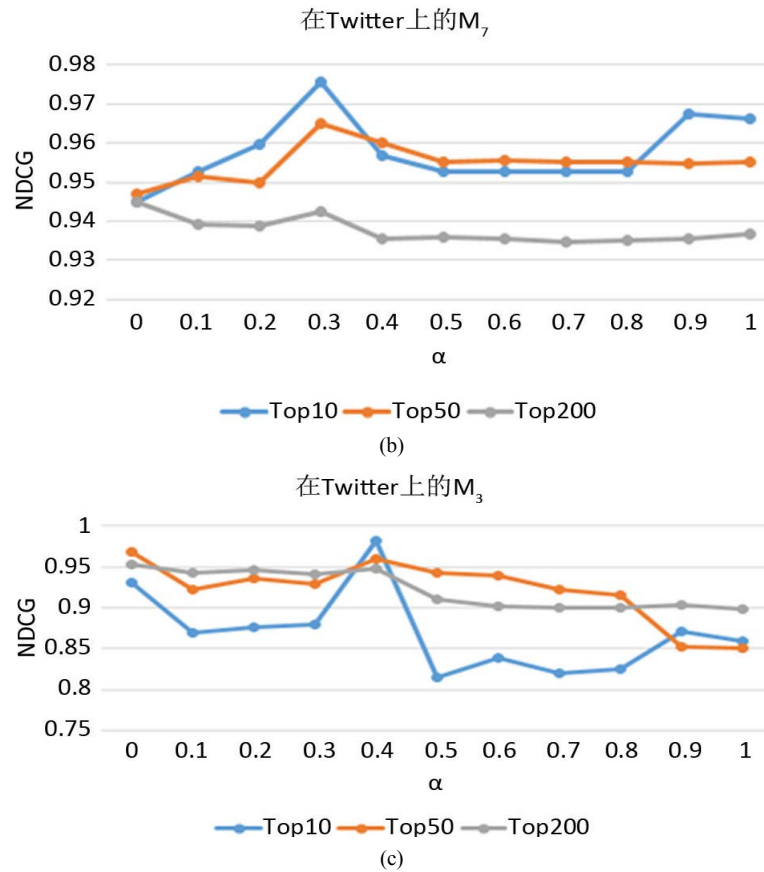 在Twitter上的M₇
0.98
0.97
0.96
0.95
0.94
0.93
0.92
NDCG
0 0.1 0.2 0.3 0.4 0.5 0.6 0.7 0.8 0.9 1
α
Top10 Top50 Top200
(b)
在Twitter上的M₃
1
0.95
0.9
0.85
0.8
0.75
NDCG
0 0.1 0.2 0.3 0.4 0.5 0.6 0.7 0.8 0.9 1
α
Top10 Top50 Top200
(c)